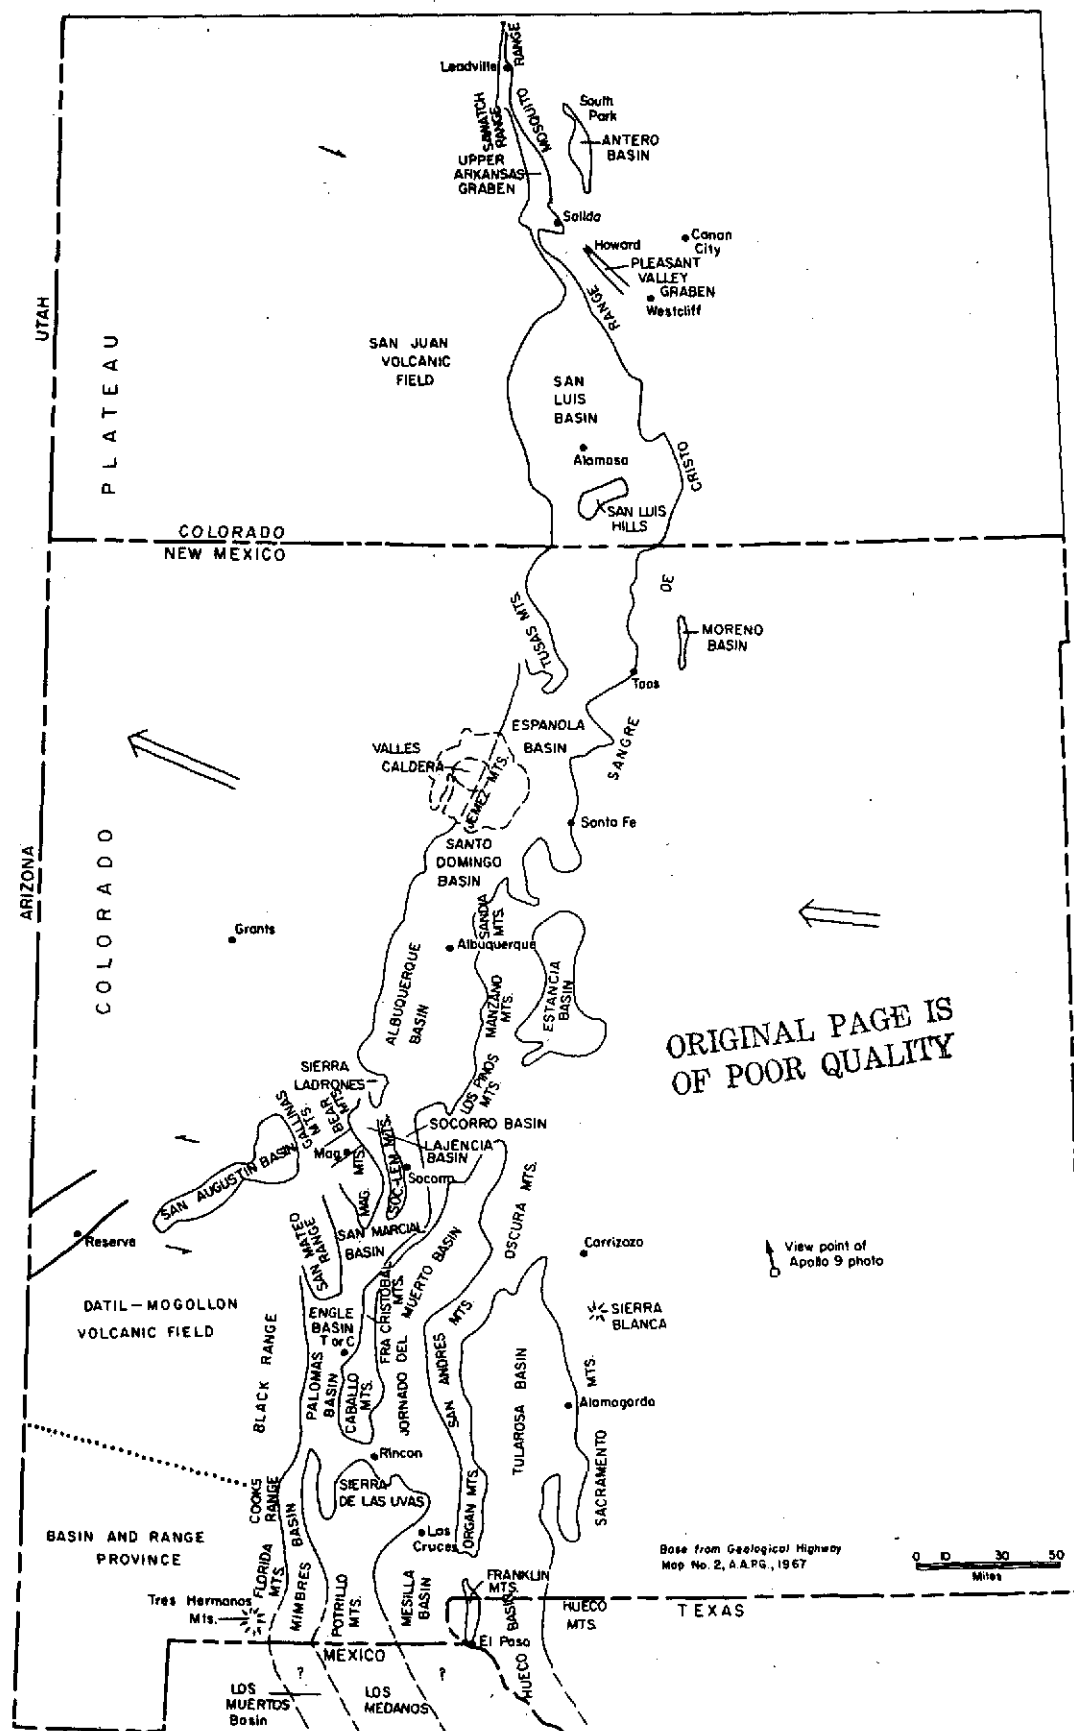 Leadville
RANGE
SAWATCH
RANGE
MOSQUITO
South
Park
ANTERO
BASIN
UPPER
ARKANSAS
GRABEN
Salida
Canon
City
Howard
PLEASANT
VALLEY
GRABEN
Westcliff
RANGE
UTAH
PLATEAU
SAN JUAN
VOLCANIC
FIELD
SAN
LUIS
BASIN
Alamosa
CRISTO
SAN LUIS
HILLS
COLORADO
NEW MEXICO
TUSAS MTS.
DE
MORENO
BASIN
Taos
ESPANOLA
BASIN
SANGRE
VALLES
CALDERA
?
JEMEZ MTS.
Santa Fe
SANTO
DOMINGO
BASIN
ARIZONA
COLORADO
Grants
SANDIA
MTS.
Albuquerque
ALBUQUERQUE
BASIN
MANZANO
MTS.
ESTANCIA
BASIN
ORIGINAL PAGE IS
OF POOR QUALITY
SIERRA
LADRONES
LOS PINOS
MTS.
GALLINAS
MTS.
BEAR
MTS.
SOCORRO BASIN
LAJENCIA
BASIN
Mag.
MAG.
MTS.
SOC.-LEM. MTS.
Socorro
SAN AUGUSTIN BASIN
Reserve
SAN MATEO
RANGE
SAN MARCIAL
BASIN
OSCURA MTS.
Carrizozo
View point of
Apollo 9 photo
DATIL-MOGOLLON
VOLCANIC FIELD
ENGLE
BASIN
T or C
FRA CRISTOBAL
MTS.
JORNADO DEL MUERTO BASIN
SIERRA
BLANCA
BLACK RANGE
PALOMAS
BASIN
CABALLO
MTS.
SAN ANDRES MTS.
TULAROSA BASIN
Alamogordo
SACRAMENTO MTS.
Rincon
SIERRA
DE LAS UVAS
COOKS
RANGE
BASIN AND RANGE
PROVINCE
MIMBRES BASIN
Las
Cruces
ORGAN MTS.
Base from Geological Highway
Map No. 2, A.A.P.G., 1967
0 10 30 50
Miles
FLORIDA
MTS.
Tres Hermanos
Mts.
POTRILLO
MTS.
MESILLA
BASIN
FRANKLIN
MTS.
HUECO BASIN
HUECO
MTS.
TEXAS
El Paso
MEXICO
?
?
LOS
MUERTOS
Basin
LOS
MEDANOS